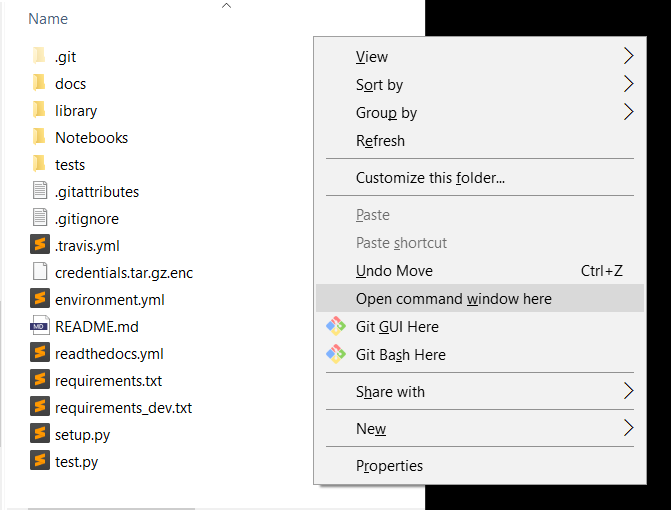 Name
.git
docs
library
Notebooks
tests
.gitattributes
.gitignore
.travis.yml
credentials.tar.gz.enc
environment.yml
MD
README.md
readthedocs.yml
requirements.txt
requirements_dev.txt
setup.py
test.py
View
Sort by
Group by
Refresh
Customize this folder...
Paste
Paste shortcut
Undo Move Ctrl+Z
Open command window here
Git GUI Here
Git Bash Here
Share with
New
Properties